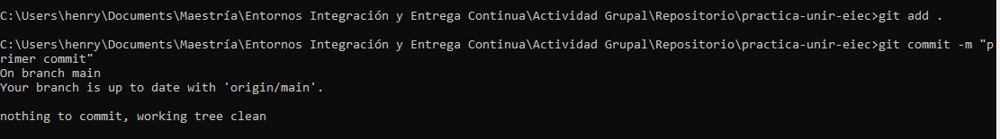 C:\Users\henry\Documents\Maestría\Entornos Integración y Entrega Continua\Actividad Grupal\Repositorio\practica-unir-eiec>git add .
C:\Users\henry\Documents\Maestría\Entornos Integración y Entrega Continua\Actividad Grupal\Repositorio\practica-unir-eiec>git commit -m "p
rimer commit"
On branch main
Your branch is up to date with 'origin/main'.
nothing to commit, working tree clean